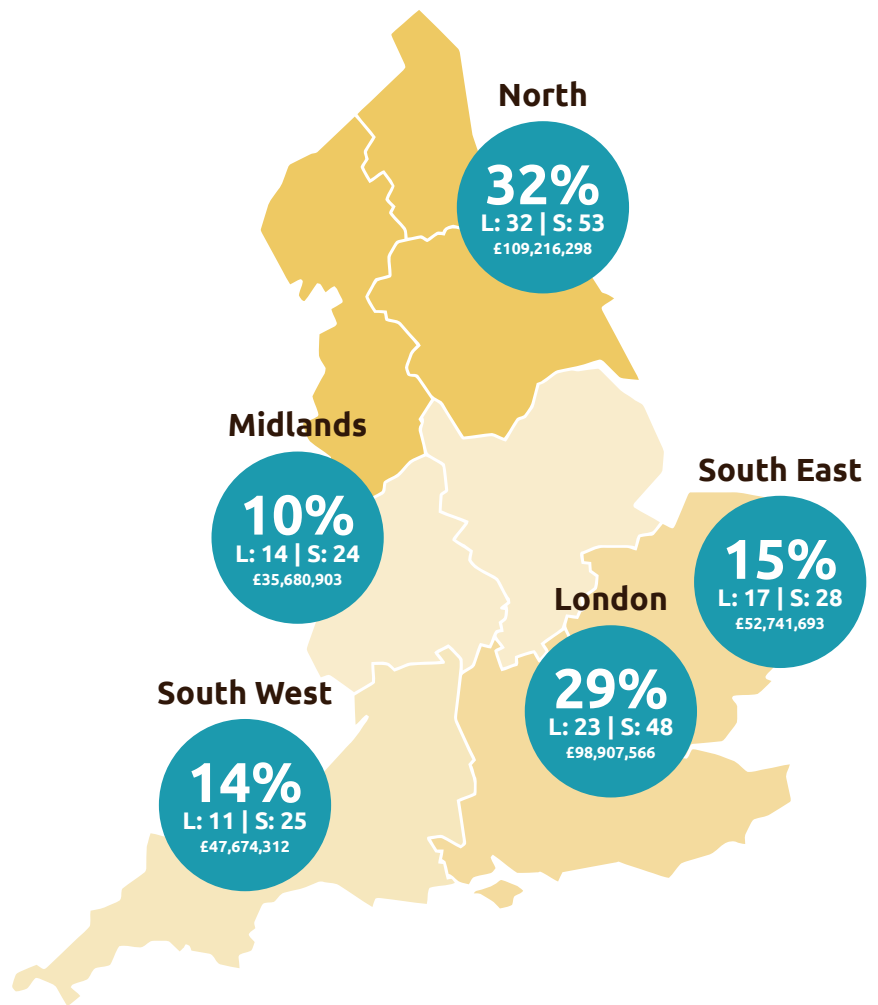 North
32%
L: 32 | S: 53
£109,216,298
Midlands
10%
L: 14 | S: 24
£35,680,903
South East
15%
L: 17 | S: 28
£52,741,693
London
29%
L: 23 | S: 48
£98,907,566
South West
14%
L: 11 | S: 25
£47,674,312